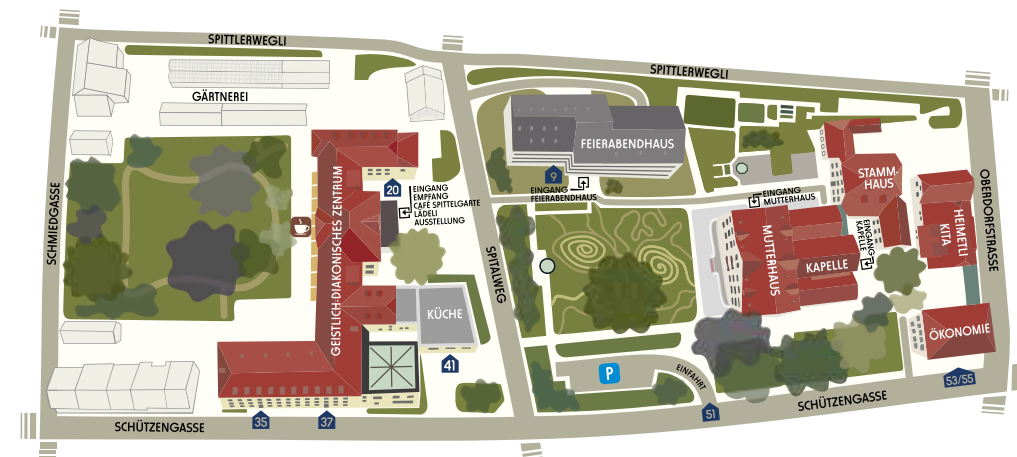 SPITTLERWEGLI
SPITTLERWEGLI
GÄRTNEREI
SCHMIEDGASSE
GEISTLICH-DIAKONISCHES ZENTRUM
20
EINGANG
EMPFANG
CAFÉ SPITTELGARTE
LÄDELI
AUSSTELLUNG
KÜCHE
41
35
37
SCHÜTZENGASSE
SPITALWEG
FEIERABENDHAUS
9
EINGANG
FEIERABENDHAUS
EINGANG
MUTTERHAUS
MUTTERHAUS
KAPELLE
EINGANG
KAPELLE
STAMM-
HAUS
HEIMETLI
KITA
OBERDORFSTRASSE
ÖKONOMIE
53/55
P
EINFAHRT
51
SCHÜTZENGASSE